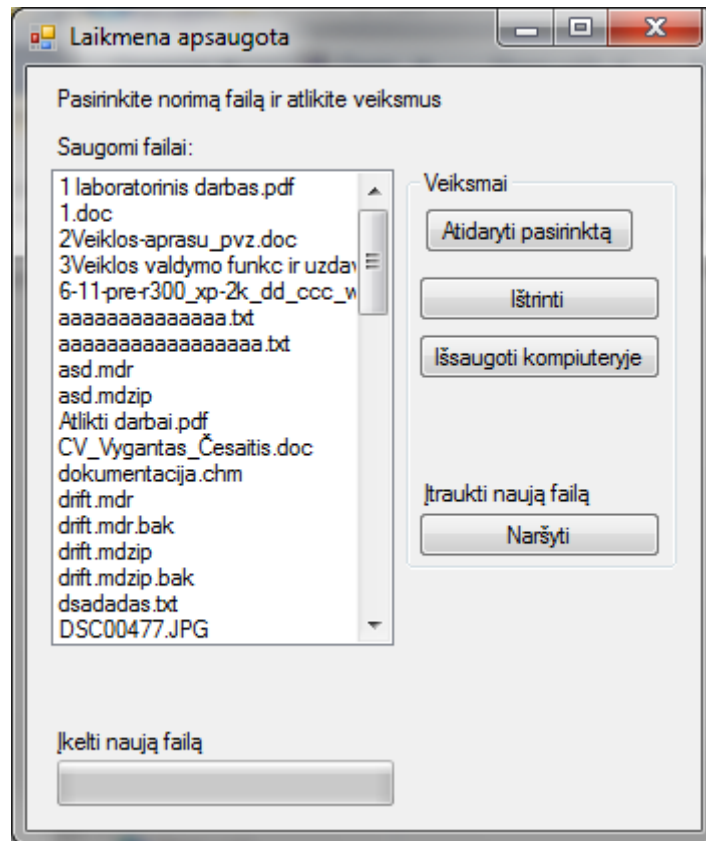 Laikmena apsaugota
Pasirinkite norimą failą ir atlikite veiksmus
Saugomi failai:
1 laboratorinis darbas.pdf
1.doc
2Veiklos-aprasu_pvz.doc
3Veiklos valdymo funkc ir uzdav
6-11-pre-r300_xp-2k_dd_ccc_w
aaaaaaaaaaaaaa.txt
aaaaaaaaaaaaaaaaa.txt
asd.mdr
asd.mdzip
Atlikti darbai.pdf
CV_Vygantas_Česaitis.doc
dokumentacija.chm
drift.mdr
drift.mdr.bak
drift.mdzip
drift.mdzip.bak
dsadadas.txt
DSC00477.JPG
Veiksmai
Atidaryti pasirinktą
Ištrinti
Išsaugoti kompiuteryje
Įtraukti naują failą
Naršyti
Įkelti naują failą